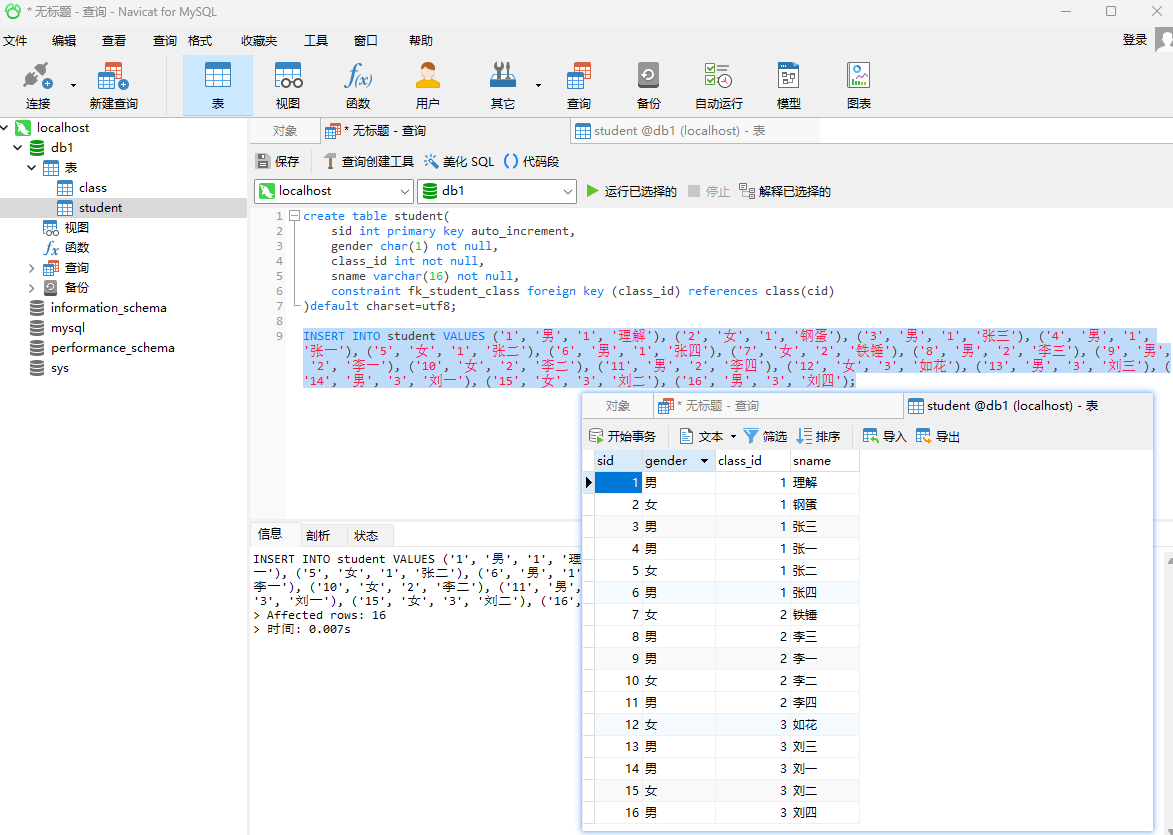 * 无标题 - 查询 - Navicat for MySQL
文件 编辑 查看 查询 格式 收藏夹 工具 窗口 帮助 登录
连接 新建查询 表 视图 函数 用户 其它 查询 备份 自动运行 模型 图表
localhost
db1
表
class
student
视图
函数
查询
备份
information_schema
mysql
performance_schema
sys
对象 * 无标题 - 查询 student @db1 (localhost) - 表
保存 查询创建工具 美化 SQL () 代码段
localhost db1 运行已选择的 停止 解释已选择的
1 create table student(
2 sid int primary key auto_increment,
3 gender char(1) not null,
4 class_id int not null,
5 sname varchar(16) not null,
6 constraint fk_student_class foreign key (class_id) references class(cid)
7 )default charset=utf8;
8
9 INSERT INTO student VALUES ('1', '男', '1', '理解'), ('2', '女', '1', '钢蛋'), ('3', '男', '1', '张三'), ('4', '男', '1',
'张一'), ('5', '女', '1', '张二'), ('6', '男', '1', '张四'), ('7', '女', '2', '铁锤'), ('8', '男', '2', '李三'), ('9', '男',
'2', '李一'), ('10', '女', '2', '李二'), ('11', '男', '2', '李四'), ('12', '女', '3', '如花'), ('13', '男', '3', '刘三'), (
'14', '男', '3', '刘一'), ('15', '女', '3', '刘二'), ('16', '男', '3', '刘四');
信息 剖析 状态
INSERT INTO student VALUES ('1', '男', '1', '理
一'), ('5', '女', '1', '张二'), ('6', '男', '1'
李一'), ('10', '女', '2', '李二'), ('11', '男',
'3', '刘一'), ('15', '女', '3', '刘二'), ('16',
> Affected rows: 16
> 时间: 0.007s
对象 * 无标题 - 查询 student @db1 (localhost) - 表
开始事务 文本 筛选 排序 导入 导出
sid gender class_id sname
1 男 1 理解
2 女 1 钢蛋
3 男 1 张三
4 男 1 张一
5 女 1 张二
6 男 1 张四
7 女 2 铁锤
8 男 2 李三
9 男 2 李一
10 女 2 李二
11 男 2 李四
12 女 3 如花
13 男 3 刘三
14 男 3 刘一
15 女 3 刘二
16 男 3 刘四